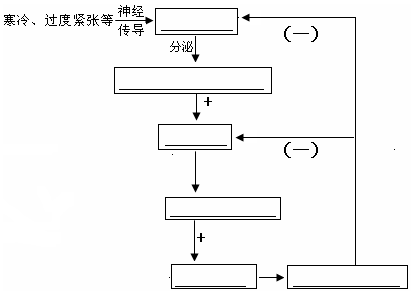 寒冷、过度紧张等
神经
传导
(一)
分泌
+
(一)
+